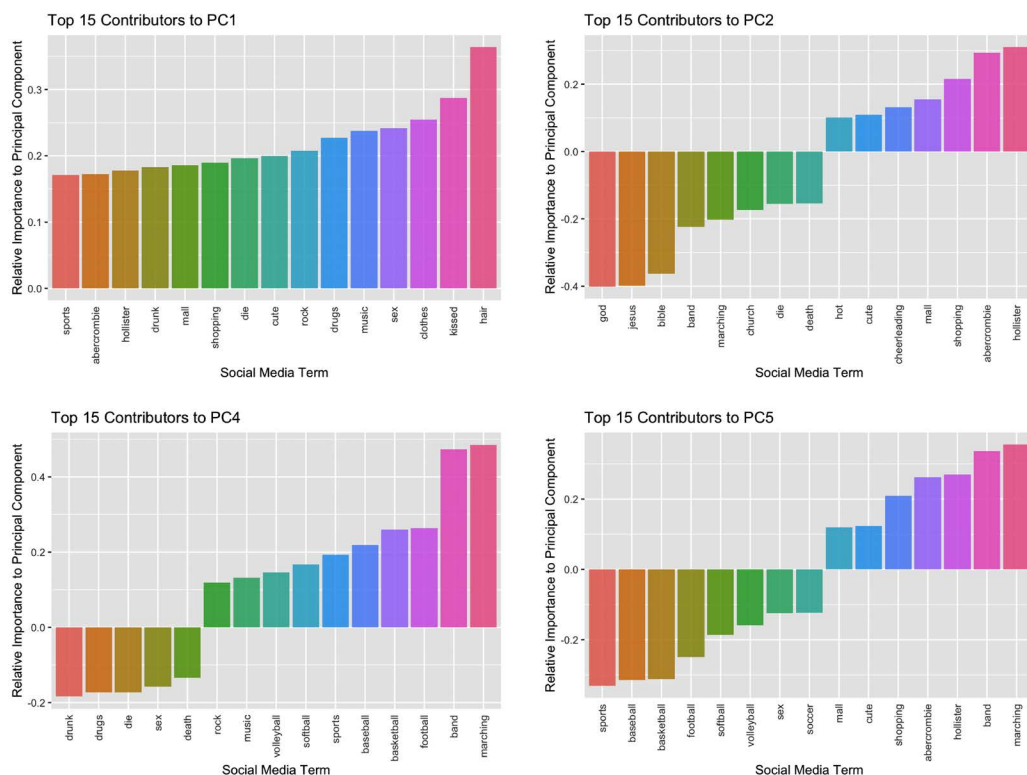 Top 15 Contributors to PC1
Relative Importance to Principal Component
0.3
0.2
0.1
0.0
sports
abercrombie
hollister
drunk
mall
shopping
die
cute
rock
drugs
music
sex
clothes
kissed
hair
Social Media Term
Top 15 Contributors to PC2
Relative Importance to Principal Component
0.2
0.0
-0.2
-0.4
god
jesus
bible
band
marching
church
die
death
hot
cute
cheerleading
mall
shopping
abercrombie
hollister
Social Media Term
Top 15 Contributors to PC4
Relative Importance to Principal Component
0.4
0.2
0.0
-0.2
drunk
drugs
die
sex
death
rock
music
volleyball
softball
sports
baseball
basketball
football
band
marching
Social Media Term
Top 15 Contributors to PC5
Relative Importance to Principal Component
0.2
0.0
-0.2
sports
baseball
basketball
football
softball
volleyball
sex
soccer
mall
cute
shopping
abercrombie
hollister
band
marching
Social Media Term